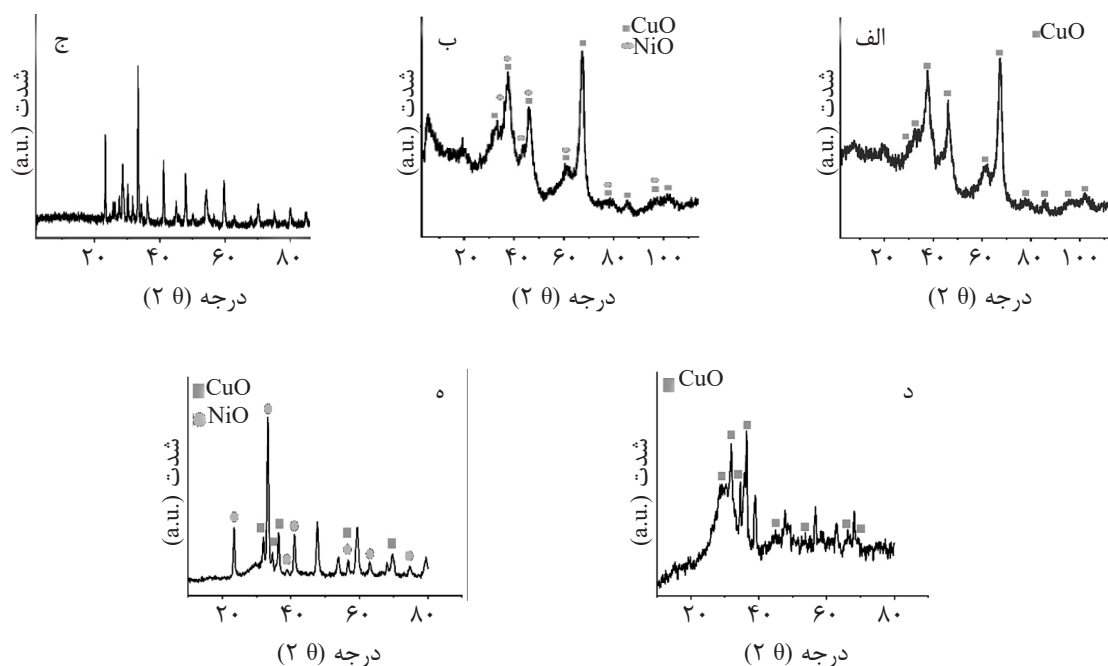 الف
CuO
شدت (a.u.)
۲۰ ۴۰ ۶۰ ۸۰ ۱۰۰
درجه (۲ θ)
ب
CuO
NiO
شدت (a.u.)
۲۰ ۴۰ ۶۰ ۸۰ ۱۰۰
درجه (۲ θ)
ج
شدت (a.u.)
۲۰ ۴۰ ۶۰ ۸۰
درجه (۲ θ)
د
CuO
شدت (a.u.)
۲۰ ۴۰ ۶۰ ۸۰
درجه (۲ θ)
ه
CuO
NiO
شدت (a.u.)
۲۰ ۴۰ ۶۰ ۸۰
درجه (۲ θ)